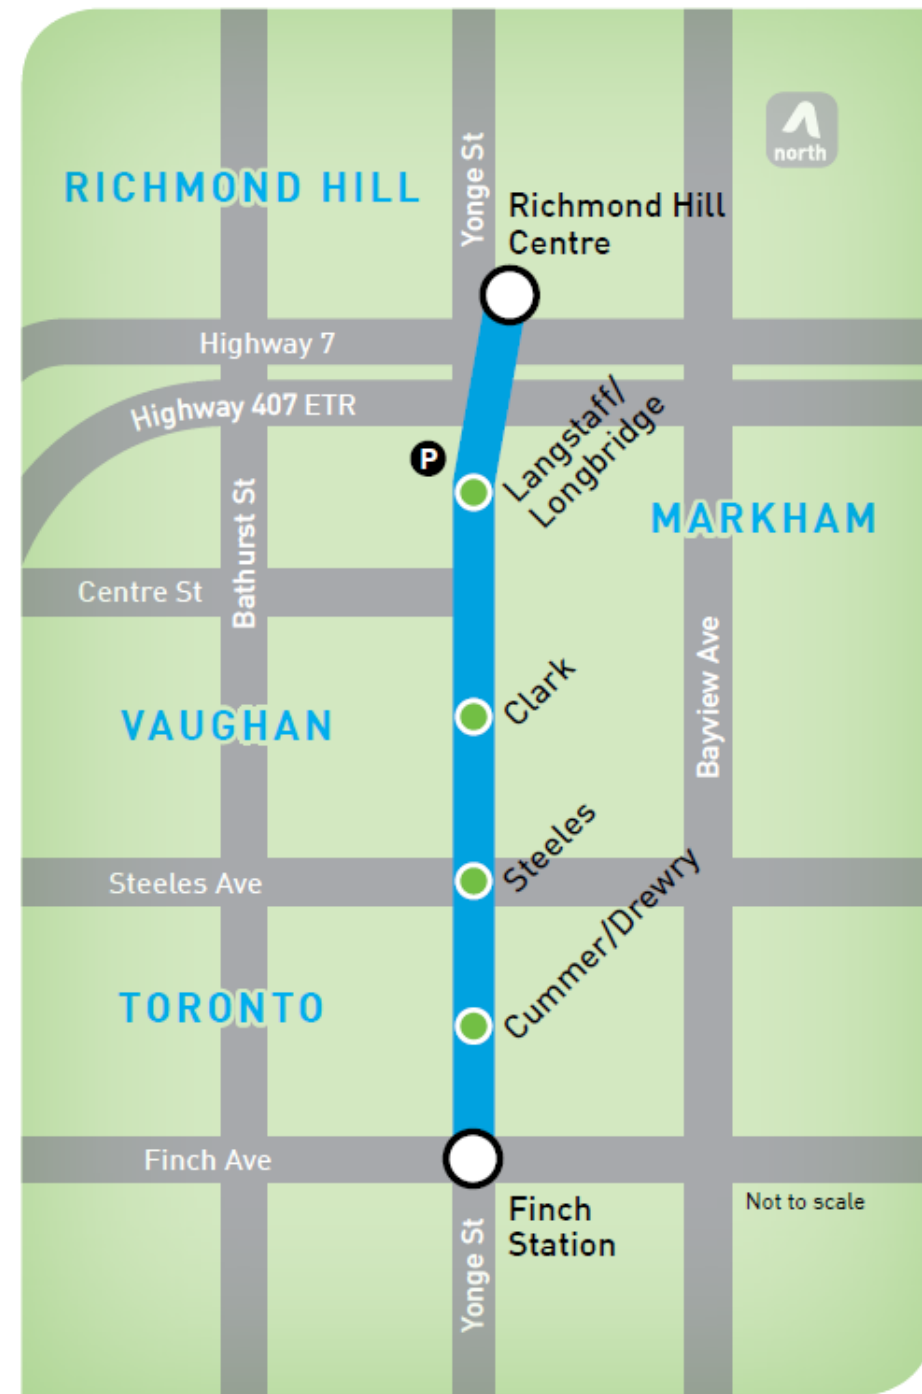 north
Yonge St
RICHMOND HILL
Richmond Hill
Centre
Highway 7
Highway 407 ETR
P
Langstaff/
Longbridge
MARKHAM
Bathurst St
Centre St
Bayview Ave
Clark
VAUGHAN
Steeles
Steeles Ave
Cummer/Drewry
TORONTO
Finch Ave
Not to scale
Finch
Station
Yonge St